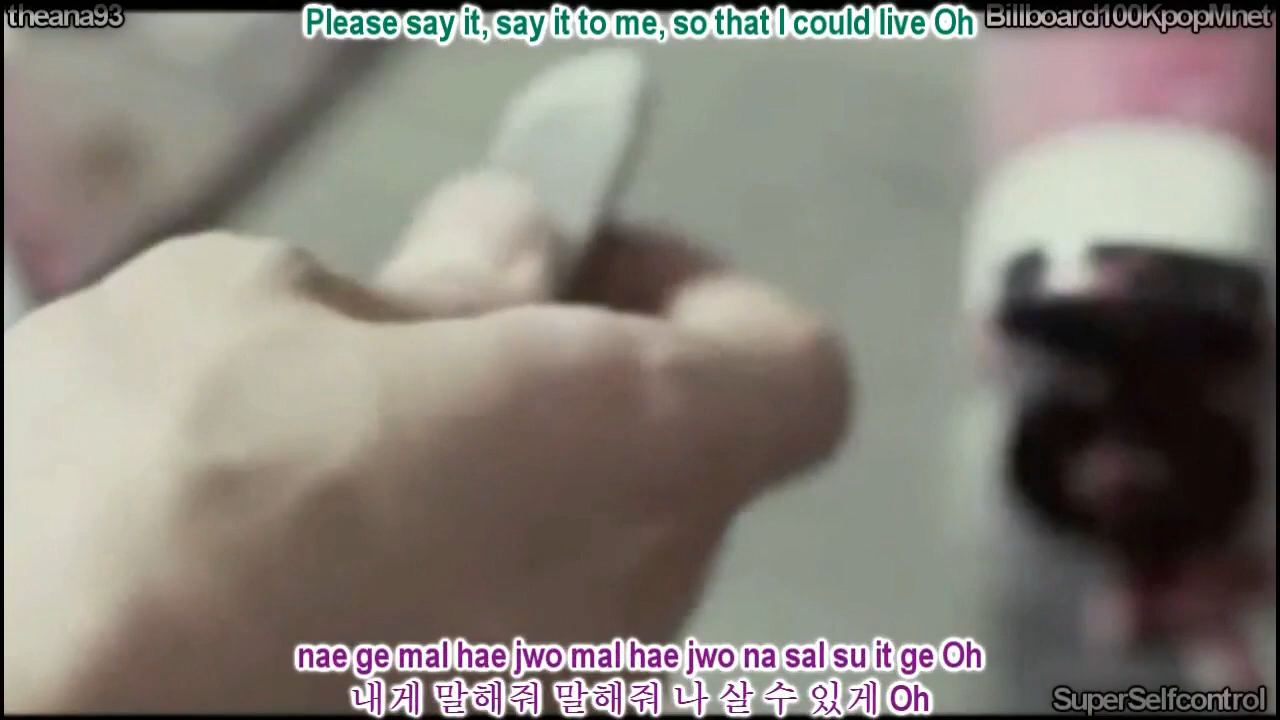 theana93
Please say it, say it to me, so that I could live Oh
Billboard100KpopMnet
nae ge mal hae jwo mal hae jwo na sal su it ge Oh
내게 말해줘 말해줘 나 살 수 있게 Oh
SuperSelfcontrol